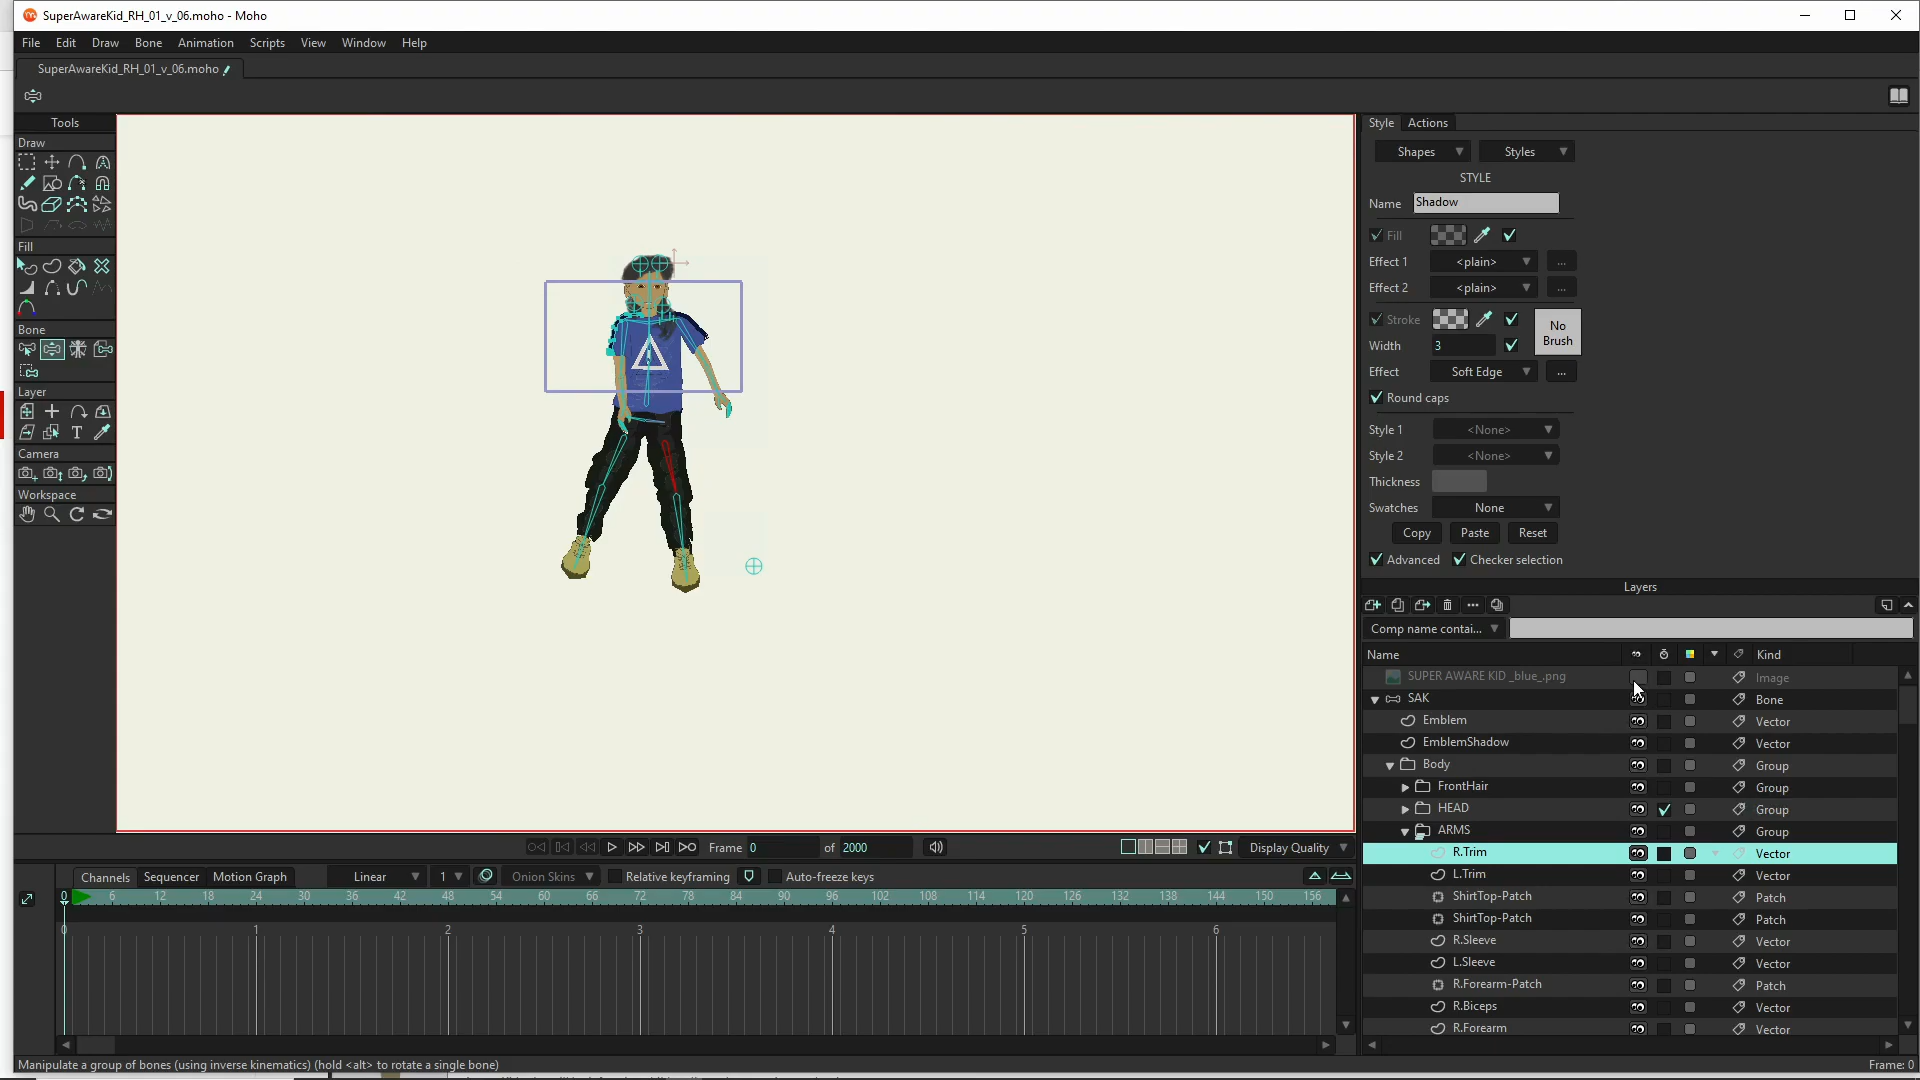 SuperAwareKid_RH_01_v_06.moho - Moho
File Edit Draw Bone Animation Scripts View Window Help
SuperAwareKid_RH_01_v_06.moho
Tools
Draw
Fill
Bone
Layer
Camera
Workspace
Style Actions
Shapes Styles
STYLE
Name Shadow
Fill
Effect 1 <plain> ...
Effect 2 <plain> ...
Stroke
No Brush
Width 3
Effect Soft Edge ...
Round caps
Style 1 <None>
Style 2 <None>
Thickness
Swatches None
Copy Paste Reset
Advanced Checker selection
Layers
Comp name contai...
Name Kind
SUPER AWARE KID _blue_.png Image
SAK Bone
Emblem Vector
EmblemShadow Vector
Body Group
FrontHair Group
HEAD Group
ARMS Group
R.Trim Vector
L.Trim Vector
ShirtTop-Patch Patch
ShirtTop-Patch Patch
R.Sleeve Vector
L.Sleeve Vector
R.Forearm-Patch Patch
R.Biceps Vector
R.Forearm Vector
Frame 0 of 2000 Display Quality
Channels Sequencer Motion Graph Linear 1 Onion Skins Relative keyframing Auto-freeze keys
0 6 12 18 24 30 36 42 48 54 60 66 72 78 84 90 96 102 108 114 120 126 132 138 144 150 156
0 1 2 3 4 5 6
Manipulate a group of bones (using inverse kinematics) (hold <alt> to rotate a single bone) Frame: 0